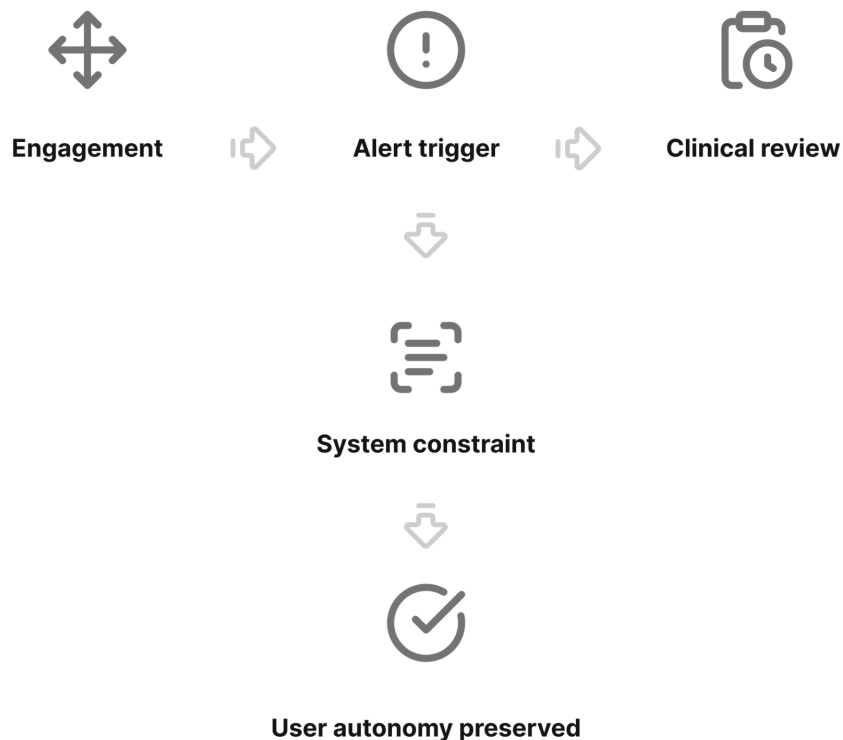 Engagement
Alert trigger
Clinical review
System constraint
User autonomy preserved